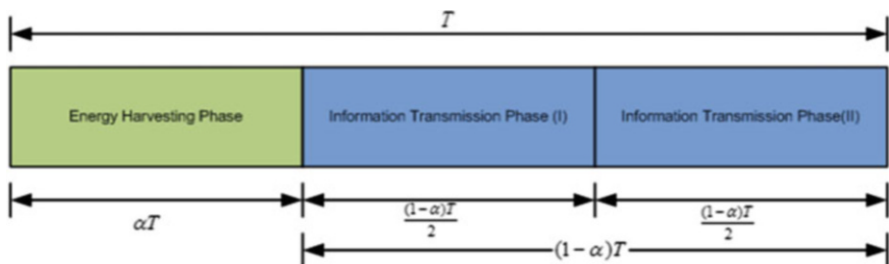 T
Energy Harvesting Phase
Information Transmission Phase (I)
Information Transmission Phase(II)
αT
(1-α)T
2
(1-α)T
2
(1-α)T